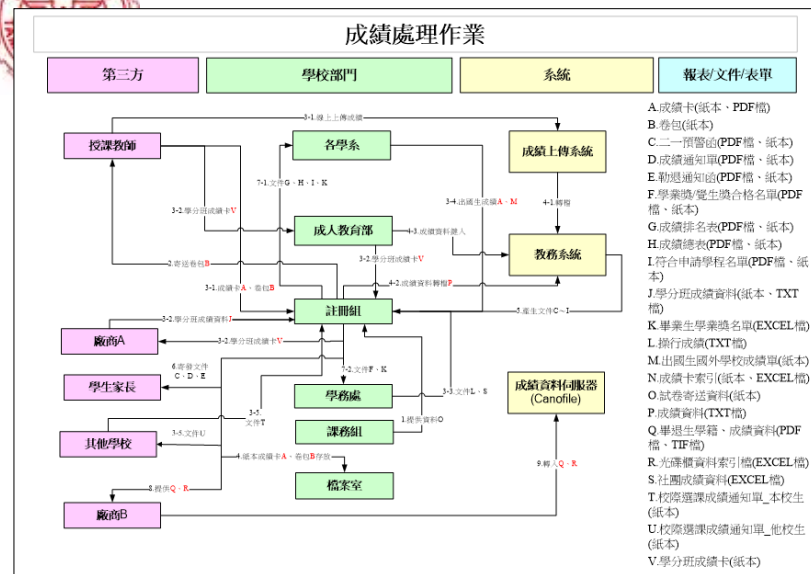 成績處理作業
第三方
學校部門
系統
報表/文件/表單
3-1.線上上傳成績
授課教師
各學系
成績上傳系統
7-1.文件G、H、I、K
3-2.學分班成績卡V
3-4.出國生成績A、M
4-1.轉檔
成人教育部
4-3.成績資料鍵入
教務系統
2.寄送卷包B
3-2.學分班成績卡V
3-1.成績卡A、卷包B
4-2.成績資料轉檔P
註冊組
5.產生文件C~I
3-2.學分班成績資料J
廠商A
3-2.學分班成績卡V
6.寄發文件
C、D、E
7-2.文件F、K
學生家長
學務處
3-3.文件L、S
成績資料伺服器
(Canofile)
3-5.
文件T
1.提供資料O
其他學校
3-5.文件U
課務組
4.紙本成績卡A、卷包B存放
9.轉入Q、R
檔案室
8.提供Q、R
廠商B
A.成績卡(紙本、PDF檔)
B.卷包(紙本)
C.二一預警函(PDF檔、紙本)
D.成績通知單(PDF檔、紙本)
E.勒退通知函(PDF檔、紙本)
F.學業獎/覺生獎合格名單(PDF
檔、紙本)
G.成績排名表(PDF檔、紙本)
H.成績總表(PDF檔、紙本)
I.符合申請學程名單(PDF檔、紙
本)
J.學分班成績資料(紙本、TXT
檔)
K.畢業生學業獎名單(EXCEL檔)
L.操行成績(TXT檔)
M.出國生國外學校成績單(紙本)
N.成績卡索引(紙本、EXCEL檔)
O.試卷寄送資料(紙本)
P.成績資料(TXT檔)
Q.畢退生學籍、成績資料(PDF
檔、TIF檔)
R.光碟櫃資料索引檔(EXCEL檔)
S.社團成績資料(EXCEL檔)
T.校際選課成績通知單_本校生
(紙本)
U.校際選課成績通知單_他校生
(紙本)
V.學分班成績卡(紙本)